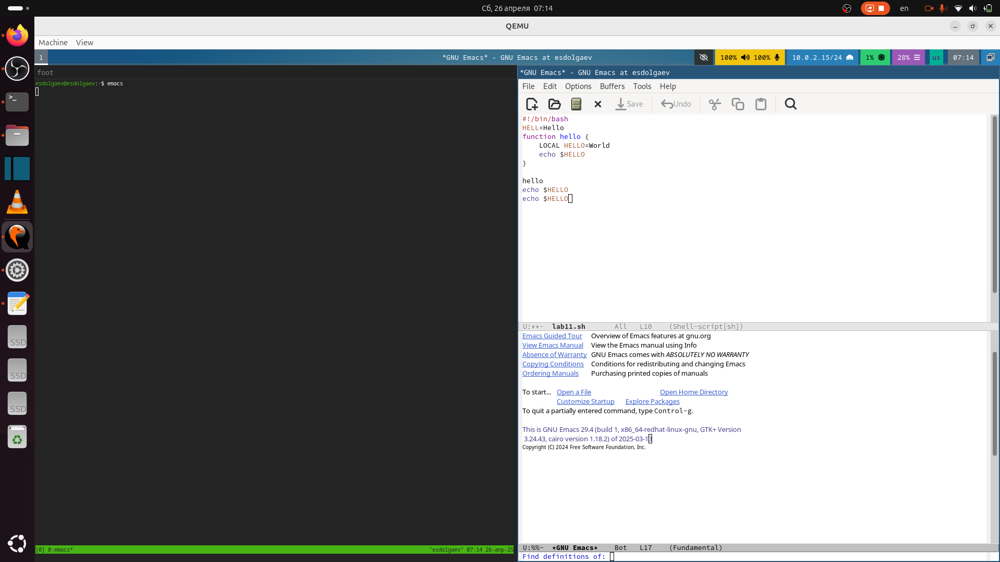 Сб, 26 апреля 07:14
en
QEMU
Machine View
1
*GNU Emacs* - GNU Emacs at esdolgaev
100% 100%
10.0.2.15/24
1%
28%
us
07:14
foot
esdolgaev@esdolgaev:~$ emacs
[0] 0:emacs*
"esdolgaev" 07:14 26-апр-25
*GNU Emacs* - GNU Emacs at esdolgaev
File Edit Options Buffers Tools Help
Save Undo
#!/bin/bash
HELL=Hello
function hello {
    LOCAL HELLO=World
    echo $HELLO
}
hello
echo $HELLO
echo $HELLO
U:**- lab11.sh All L10 (Shell-script[sh])
Emacs Guided Tour Overview of Emacs features at gnu.org
View Emacs Manual View the Emacs manual using Info
Absence of Warranty GNU Emacs comes with ABSOLUTELY NO WARRANTY
Copying Conditions Conditions for redistributing and changing Emacs
Ordering Manuals Purchasing printed copies of manuals
To start... Open a File Open Home Directory
Customize Startup Explore Packages
To quit a partially entered command, type Control-g.
This is GNU Emacs 29.4 (build 1, x86_64-redhat-linux-gnu, GTK+ Version
3.24.43, cairo version 1.18.2) of 2025-03-13
Copyright (C) 2024 Free Software Foundation, Inc.
U:%%- *GNU Emacs* Bot L17 (Fundamental)
Find definitions of:
>_
SSD
SSD
SSD